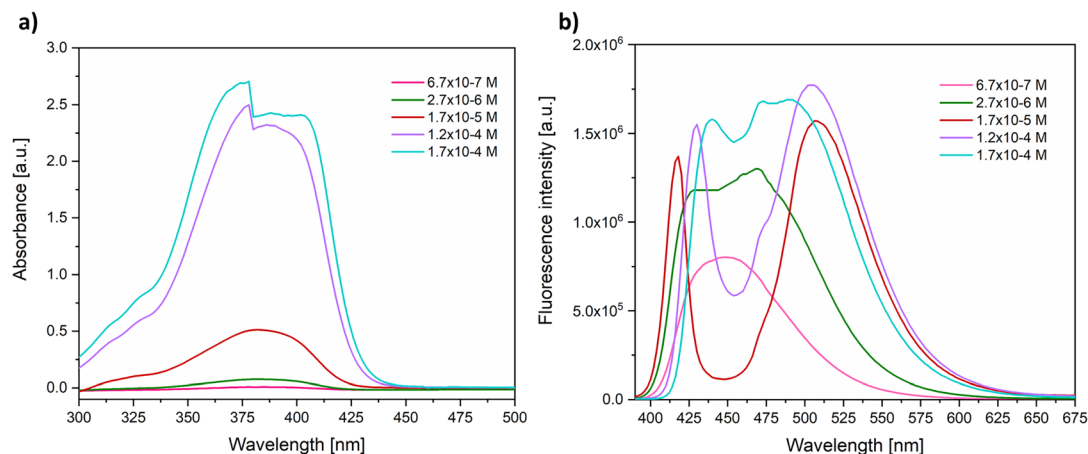 a)
3.0
2.5
2.0
1.5
1.0
0.5
0.0
Absorbance [a.u.]
6.7x10-7 M
2.7x10-6 M
1.7x10-5 M
1.2x10-4 M
1.7x10-4 M
300 325 350 375 400 425 450 475 500
Wavelength [nm]
b)
2.0x10⁶
1.5x10⁶
1.0x10⁶
5.0x10⁵
0.0
Fluorescence intensity [a.u.]
6.7x10-7 M
2.7x10-6 M
1.7x10-5 M
1.2x10-4 M
1.7x10-4 M
400 425 450 475 500 525 550 575 600 625 650 675
Wavelength [nm]